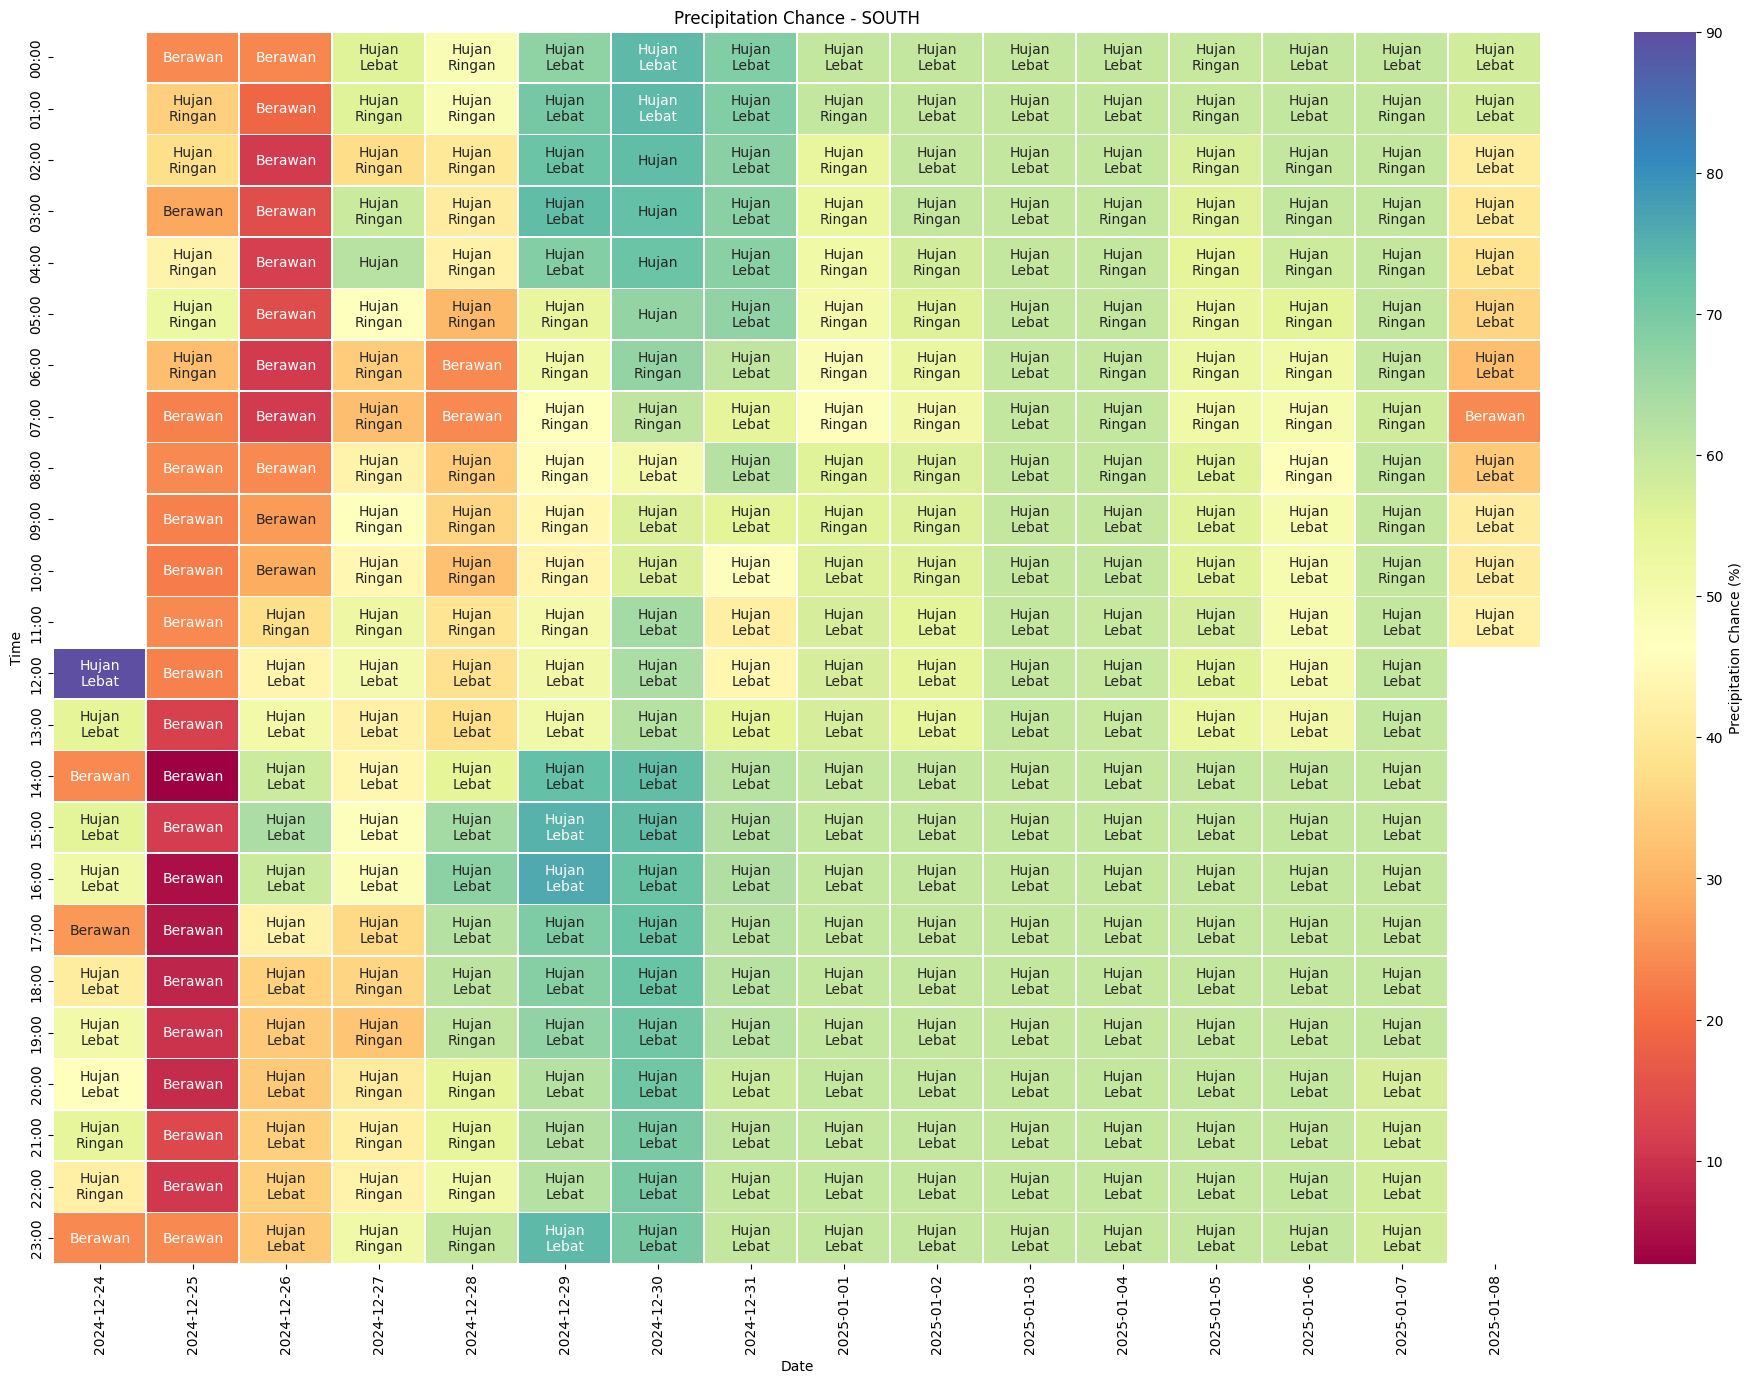 Precipitation Chance - SOUTH
00:00 Berawan Berawan Hujan Lebat Hujan Ringan Hujan Lebat Hujan Lebat Hujan Lebat Hujan Lebat Hujan Lebat Hujan Lebat Hujan Lebat Hujan Ringan Hujan Lebat Hujan Lebat Hujan Lebat
01:00 Hujan Ringan Berawan Hujan Ringan Hujan Ringan Hujan Lebat Hujan Lebat Hujan Lebat Hujan Ringan Hujan Lebat Hujan Lebat Hujan Lebat Hujan Ringan Hujan Lebat Hujan Ringan Hujan Lebat
02:00 Hujan Ringan Berawan Hujan Ringan Hujan Ringan Hujan Lebat Hujan Hujan Lebat Hujan Ringan Hujan Lebat Hujan Lebat Hujan Lebat Hujan Ringan Hujan Ringan Hujan Ringan Hujan Lebat
03:00 Berawan Berawan Hujan Ringan Hujan Ringan Hujan Lebat Hujan Hujan Lebat Hujan Ringan Hujan Ringan Hujan Lebat Hujan Ringan Hujan Ringan Hujan Ringan Hujan Ringan Hujan Lebat
04:00 Hujan Ringan Berawan Hujan Hujan Ringan Hujan Lebat Hujan Hujan Lebat Hujan Ringan Hujan Ringan Hujan Lebat Hujan Ringan Hujan Ringan Hujan Ringan Hujan Ringan Hujan Lebat
05:00 Hujan Ringan Berawan Hujan Ringan Hujan Ringan Hujan Ringan Hujan Hujan Lebat Hujan Ringan Hujan Ringan Hujan Lebat Hujan Ringan Hujan Ringan Hujan Ringan Hujan Ringan Hujan Lebat
06:00 Hujan Ringan Berawan Hujan Ringan Berawan Hujan Ringan Hujan Ringan Hujan Lebat Hujan Ringan Hujan Ringan Hujan Lebat Hujan Ringan Hujan Ringan Hujan Ringan Hujan Ringan Hujan Lebat
07:00 Berawan Berawan Hujan Ringan Berawan Hujan Ringan Hujan Ringan Hujan Lebat Hujan Ringan Hujan Ringan Hujan Lebat Hujan Ringan Hujan Ringan Hujan Ringan Hujan Ringan Berawan
08:00 Berawan Berawan Hujan Ringan Hujan Ringan Hujan Ringan Hujan Lebat Hujan Lebat Hujan Ringan Hujan Ringan Hujan Lebat Hujan Ringan Hujan Lebat Hujan Ringan Hujan Ringan Hujan Lebat
09:00 Berawan Berawan Hujan Ringan Hujan Ringan Hujan Ringan Hujan Lebat Hujan Lebat Hujan Ringan Hujan Ringan Hujan Lebat Hujan Lebat Hujan Lebat Hujan Lebat Hujan Ringan Hujan Lebat
10:00 Berawan Berawan Hujan Ringan Hujan Ringan Hujan Ringan Hujan Lebat Hujan Lebat Hujan Lebat Hujan Ringan Hujan Lebat Hujan Lebat Hujan Lebat Hujan Lebat Hujan Ringan Hujan Lebat
11:00 Berawan Hujan Ringan Hujan Ringan Hujan Ringan Hujan Ringan Hujan Lebat Hujan Lebat Hujan Lebat Hujan Lebat Hujan Lebat Hujan Lebat Hujan Lebat Hujan Lebat Hujan Lebat Hujan Lebat
12:00 Hujan Lebat Berawan Hujan Lebat Hujan Lebat Hujan Lebat Hujan Lebat Hujan Lebat Hujan Lebat Hujan Lebat Hujan Lebat Hujan Lebat Hujan Lebat Hujan Lebat Hujan Lebat Hujan Lebat
13:00 Hujan Lebat Berawan Hujan Lebat Hujan Lebat Hujan Lebat Hujan Lebat Hujan Lebat Hujan Lebat Hujan Lebat Hujan Lebat Hujan Lebat Hujan Lebat Hujan Lebat Hujan Lebat Hujan Lebat
14:00 Berawan Berawan Hujan Lebat Hujan Lebat Hujan Lebat Hujan Lebat Hujan Lebat Hujan Lebat Hujan Lebat Hujan Lebat Hujan Lebat Hujan Lebat Hujan Lebat Hujan Lebat Hujan Lebat
15:00 Hujan Lebat Berawan Hujan Lebat Hujan Lebat Hujan Lebat Hujan Lebat Hujan Lebat Hujan Lebat Hujan Lebat Hujan Lebat Hujan Lebat Hujan Lebat Hujan Lebat Hujan Lebat Hujan Lebat
16:00 Hujan Lebat Berawan Hujan Lebat Hujan Lebat Hujan Lebat Hujan Lebat Hujan Lebat Hujan Lebat Hujan Lebat Hujan Lebat Hujan Lebat Hujan Lebat Hujan Lebat Hujan Lebat Hujan Lebat
17:00 Berawan Berawan Hujan Lebat Hujan Lebat Hujan Lebat Hujan Lebat Hujan Lebat Hujan Lebat Hujan Lebat Hujan Lebat Hujan Lebat Hujan Lebat Hujan Lebat Hujan Lebat Hujan Lebat
18:00 Hujan Lebat Berawan Hujan Lebat Hujan Ringan Hujan Lebat Hujan Lebat Hujan Lebat Hujan Lebat Hujan Lebat Hujan Lebat Hujan Lebat Hujan Lebat Hujan Lebat Hujan Lebat Hujan Lebat
19:00 Hujan Lebat Berawan Hujan Lebat Hujan Ringan Hujan Ringan Hujan Lebat Hujan Lebat Hujan Lebat Hujan Lebat Hujan Lebat Hujan Lebat Hujan Lebat Hujan Lebat Hujan Lebat Hujan Lebat
20:00 Hujan Lebat Berawan Hujan Lebat Hujan Ringan Hujan Ringan Hujan Lebat Hujan Lebat Hujan Lebat Hujan Lebat Hujan Lebat Hujan Lebat Hujan Lebat Hujan Lebat Hujan Lebat Hujan Lebat
21:00 Hujan Ringan Berawan Hujan Lebat Hujan Ringan Hujan Ringan Hujan Lebat Hujan Lebat Hujan Lebat Hujan Lebat Hujan Lebat Hujan Lebat Hujan Lebat Hujan Lebat Hujan Lebat Hujan Lebat
22:00 Hujan Ringan Berawan Hujan Lebat Hujan Ringan Hujan Ringan Hujan Lebat Hujan Lebat Hujan Lebat Hujan Lebat Hujan Lebat Hujan Lebat Hujan Lebat Hujan Lebat Hujan Lebat Hujan Lebat
23:00 Berawan Berawan Hujan Lebat Hujan Ringan Hujan Ringan Hujan Lebat Hujan Lebat Hujan Lebat Hujan Lebat Hujan Lebat Hujan Lebat Hujan Lebat Hujan Lebat Hujan Lebat Hujan Lebat
Time
2024-12-24
2024-12-25
2024-12-26
2024-12-27
2024-12-28
2024-12-29
2024-12-30
2024-12-31
2025-01-01
2025-01-02
2025-01-03
2025-01-04
2025-01-05
2025-01-06
2025-01-07
2025-01-08
Date
90
80
70
60
50
40
30
20
10
Precipitation Chance (%)